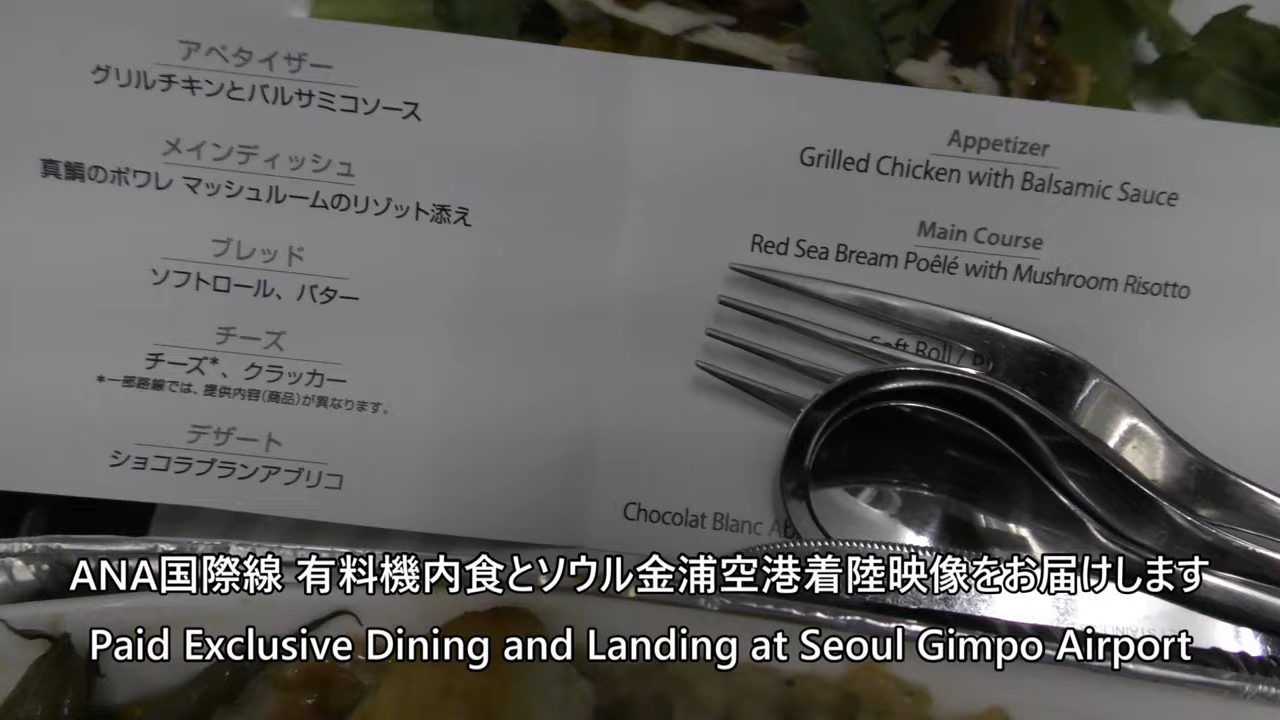 アペタイザー
グリルチキンとバルサミコソース
メインディッシュ
真鯛のポワレ マッシュルームのリゾット添え
ブレッド
ソフトロール、バター
チーズ
チーズ*、クラッカー
*一部路線では、提供内容(商品)が異なります。
デザート
ショコラブランアブリコ
Appetizer
Grilled Chicken with Balsamic Sauce
Main Course
Red Sea Bream Poêlé with Mushroom Risotto
Soft Roll /
Chocolat Blanc
ANA国際線 有料機内食とソウル金浦空港着陸映像をお届けします
Paid Exclusive Dining and Landing at Seoul Gimpo Airport